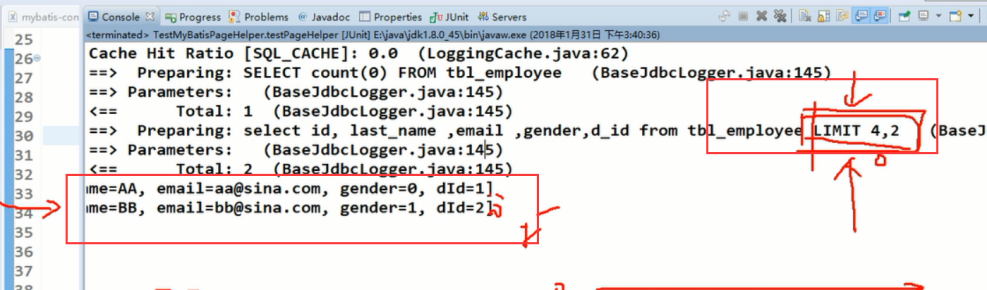 mybatis-con
Console Progress Problems Javadoc Properties JUnit Servers
<terminated> TestMyBatisPageHelper.testPageHelper [JUnit] E:\java\jdk1.8.0_45\bin\javaw.exe (2018年1月31日 下午3:40:36)
25 Cache Hit Ratio [SQL_CACHE]: 0.0 (LoggingCache.java:62)
26 ==> Preparing: SELECT count(0) FROM tbl_employee (BaseJdbcLogger.java:145)
27 ==> Parameters: (BaseJdbcLogger.java:145)
28 <== Total: 1 (BaseJdbcLogger.java:145)
29
30 ==> Preparing: select id, last_name ,email ,gender,d_id from tbl_employee LIMIT 4,2 (BaseJ
31 ==> Parameters: (BaseJdbcLogger.java:145)
32 <== Total: 2 (BaseJdbcLogger.java:145)
33 ame=AA, email=aa@sina.com, gender=0, dId=1]
34 ame=BB, email=bb@sina.com, gender=1, dId=2]
35
36
37
38